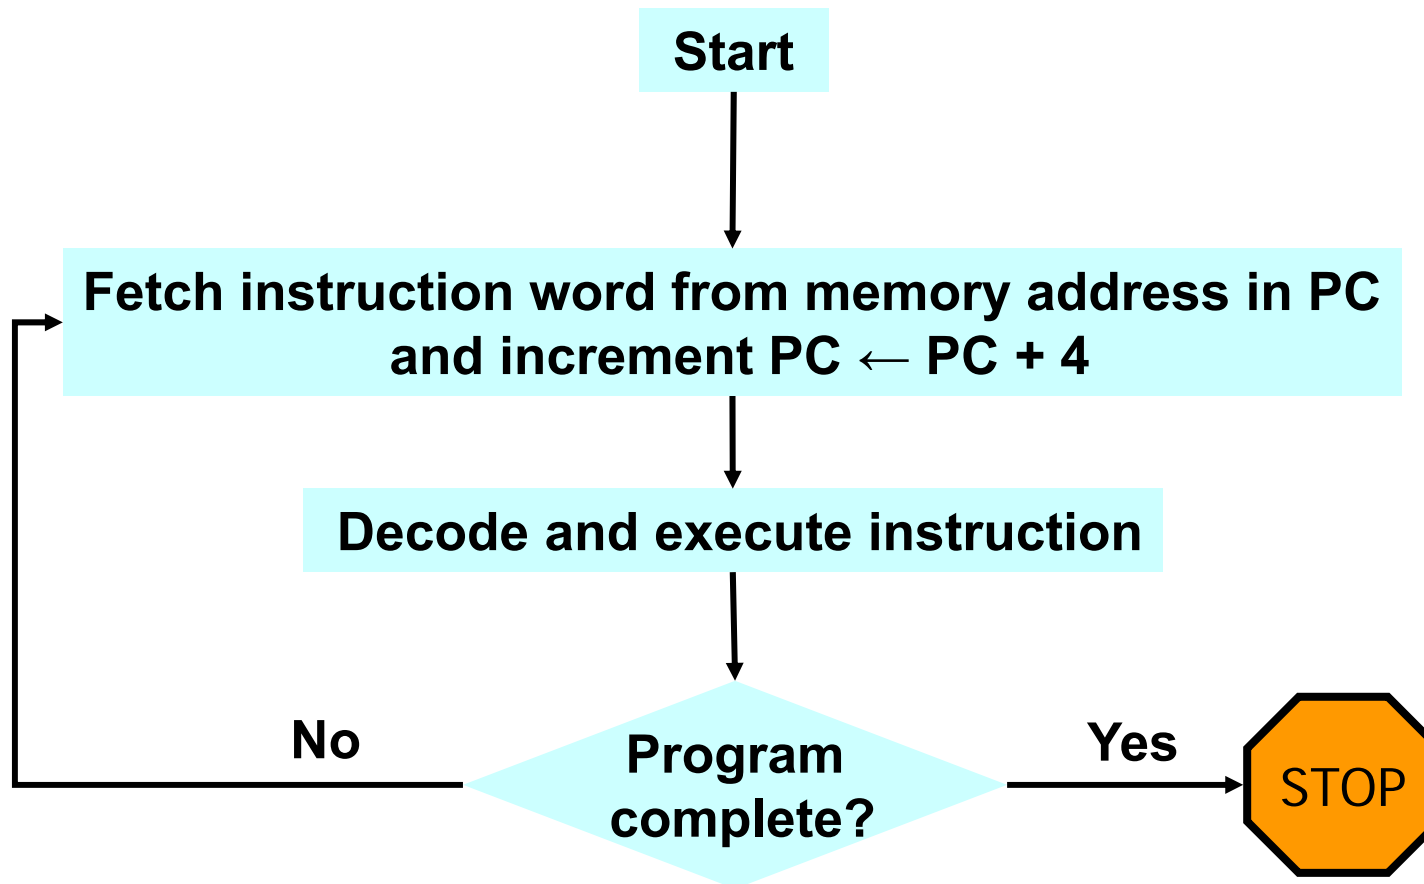 Start
Fetch instruction word from memory address in PC
and increment PC ← PC + 4
Decode and execute instruction
No
Program
complete?
Yes
STOP